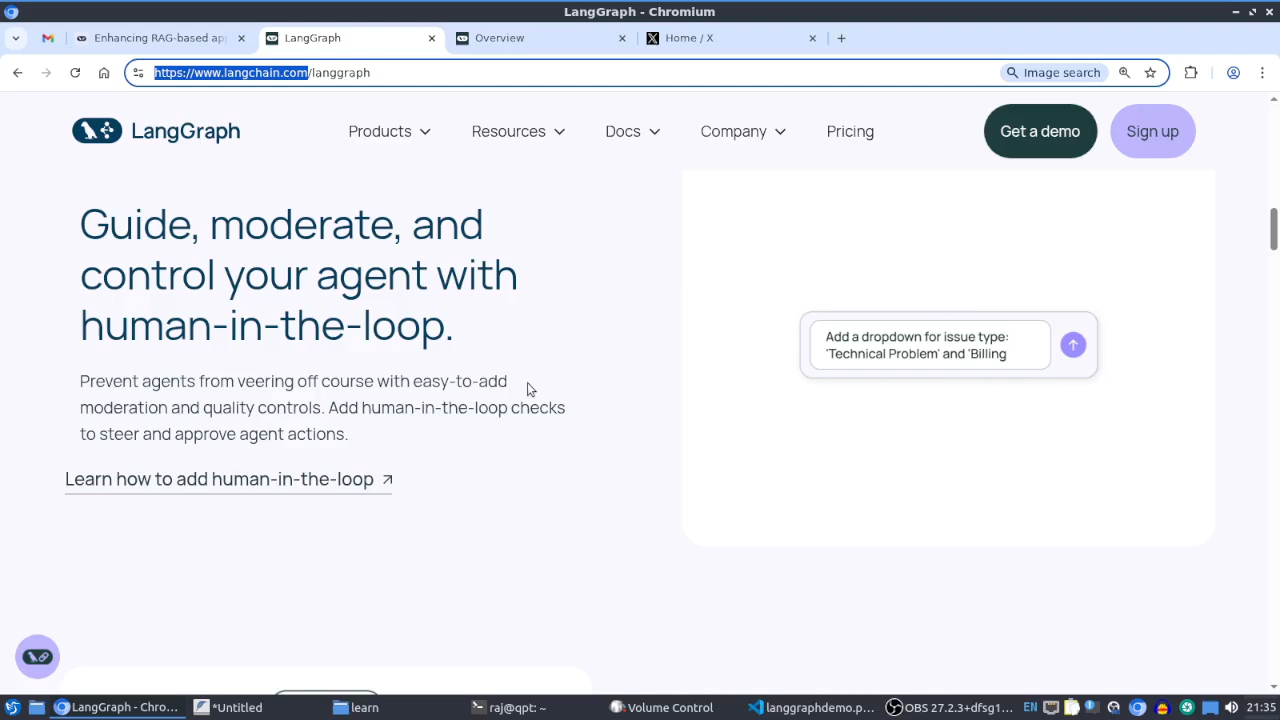 LangGraph - Chromium
Enhancing RAG-based ap
LangGraph
Overview
Home / X
https://www.langchain.com/langgraph
Image search
LangGraph
Products
Resources
Docs
Company
Pricing
Get a demo
Sign up
Guide, moderate, and
control your agent with
human-in-the-loop.
Prevent agents from veering off course with easy-to-add
moderation and quality controls. Add human-in-the-loop checks
to steer and approve agent actions.
Learn how to add human-in-the-loop
Add a dropdown for issue type:
'Technical Problem' and 'Billing
LangGraph - Chro...
*Untitled
learn
raj@qpt: ~
Volume Control
langgraphdemo.p...
OBS 27.2.3+dfsg1...
EN
21:35